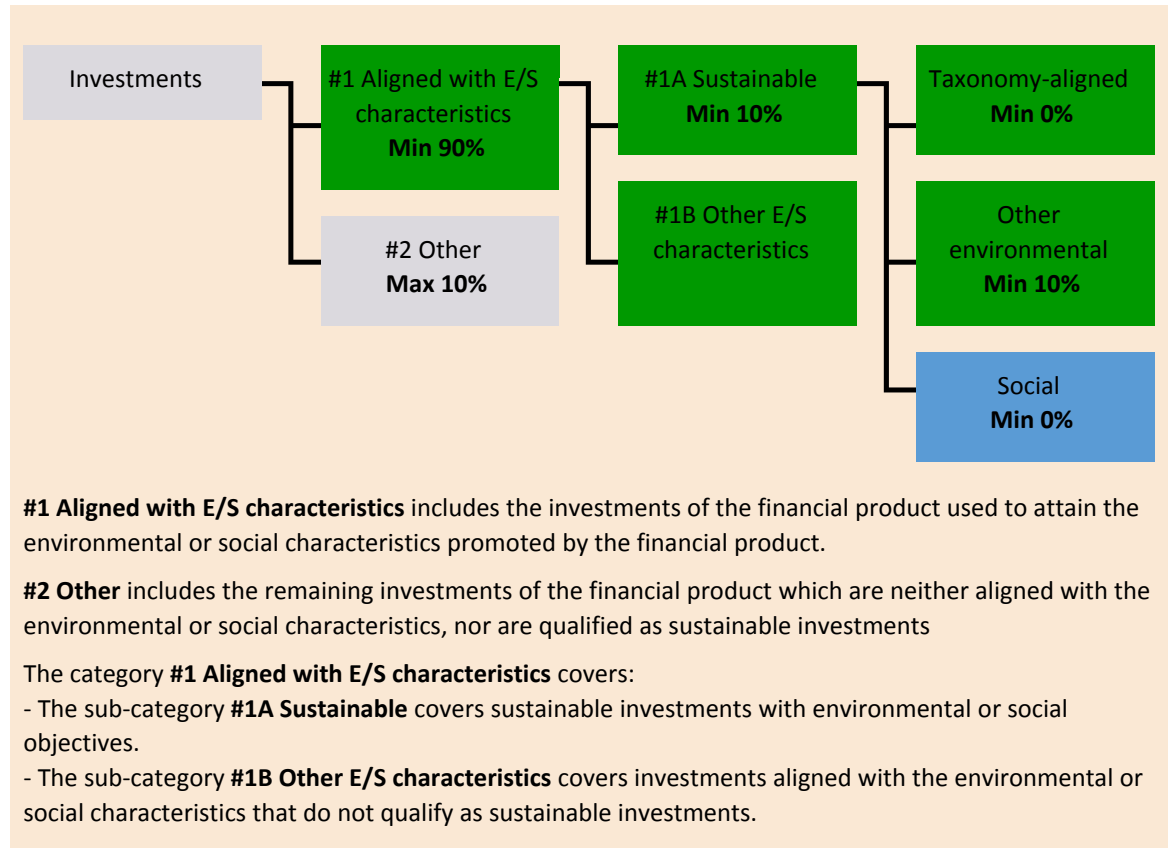 Investments
#1 Aligned with E/S
characteristics
Min 90%
#2 Other
Max 10%
#1A Sustainable
Min 10%
#1B Other E/S
characteristics
Taxonomy-aligned
Min 0%
Other
environmental
Min 10%
Social
Min 0%
#1 Aligned with E/S characteristics includes the investments of the financial product used to attain the
environmental or social characteristics promoted by the financial product.
#2 Other includes the remaining investments of the financial product which are neither aligned with the
environmental or social characteristics, nor are qualified as sustainable investments
The category #1 Aligned with E/S characteristics covers:
- The sub-category #1A Sustainable covers sustainable investments with environmental or social
objectives.
- The sub-category #1B Other E/S characteristics covers investments aligned with the environmental or
social characteristics that do not qualify as sustainable investments.